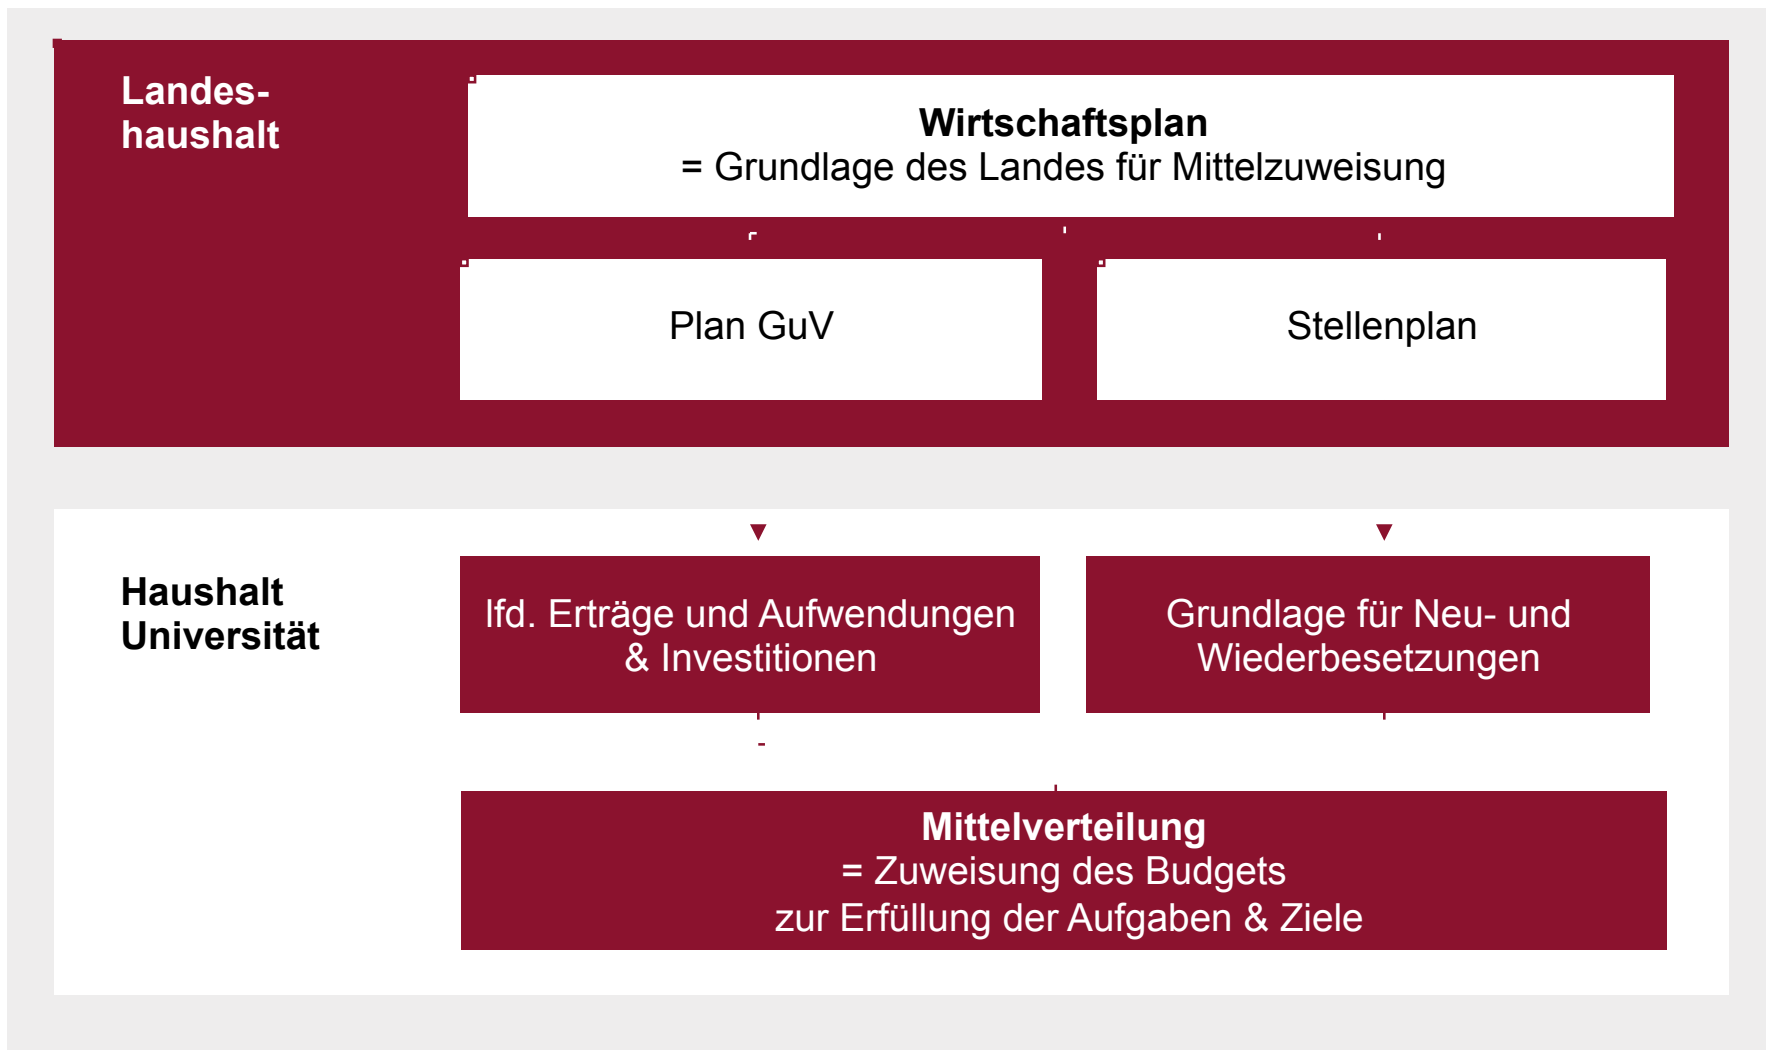 Landes-
haushalt
Wirtschaftsplan
= Grundlage des Landes für Mittelzuweisung
Plan GuV
Stellenplan
Haushalt
Universität
lfd. Erträge und Aufwendungen
& Investitionen
Grundlage für Neu- und
Wiederbesetzungen
Mittelverteilung
= Zuweisung des Budgets
zur Erfüllung der Aufgaben & Ziele